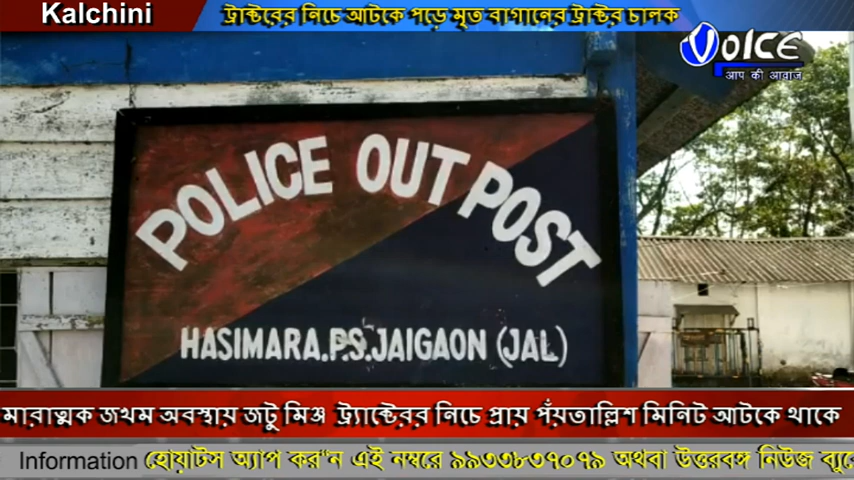 Kalchini
ট্রাক্টরের নিচে আটকে পড়ে মৃত বাগানের ট্রাক্টর চালক
VOICE
आप की आवाज
POLICE OUT POST
HASIMARA.P.S.JAIGAON (JAL)
মারাত্মক জখম অবস্থায় জটু মিঞ্জ ট্র্যাক্টেরর নিচে প্রায় পঁয়তাল্লিশ মিনিট আটকে থাকে
Information হোয়াটস অ্যাপ কর"ন এই নম্বরে ৯৯৩৩৮৩৭০৭৯ অথবা উত্তরবঙ্গ নিউজ ব্যুরো